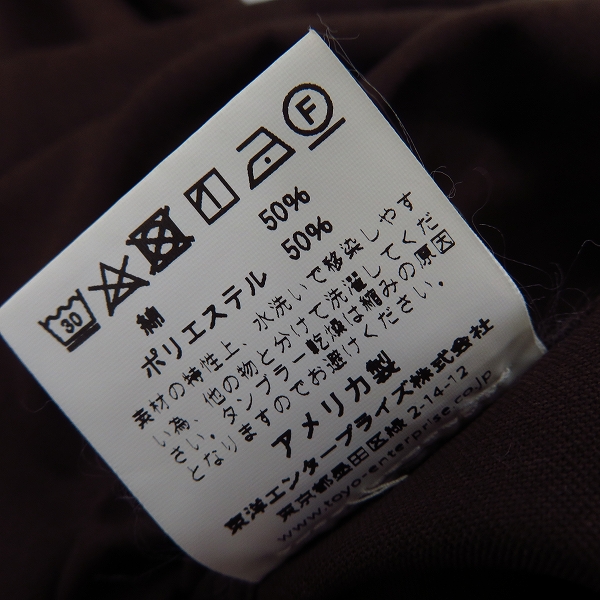 30 F
綿 50%
ポリエステル 50%
素材の特性上、水洗いで移染しやす
い為、他の物と分けて洗濯してくだ
さい。タンブラー乾燥は縮みの原因
となりますのでお避けください。
アメリカ製
東洋エンタープライズ株式会社
東京都墨田区緑 2-14-12
www.toyo-enterprise.co.jp